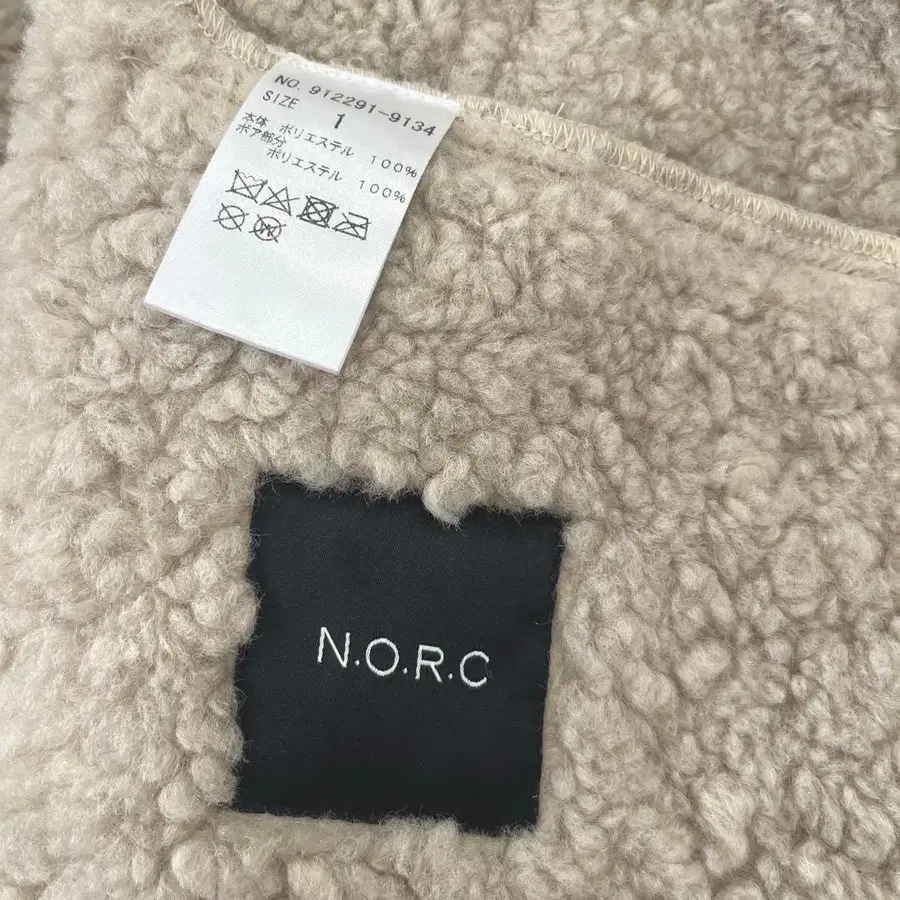 NO. 912291-9134
SIZE
1
本体 ポリエステル 100%
ボア部分
ポリエステル 100%
N.O.R.C